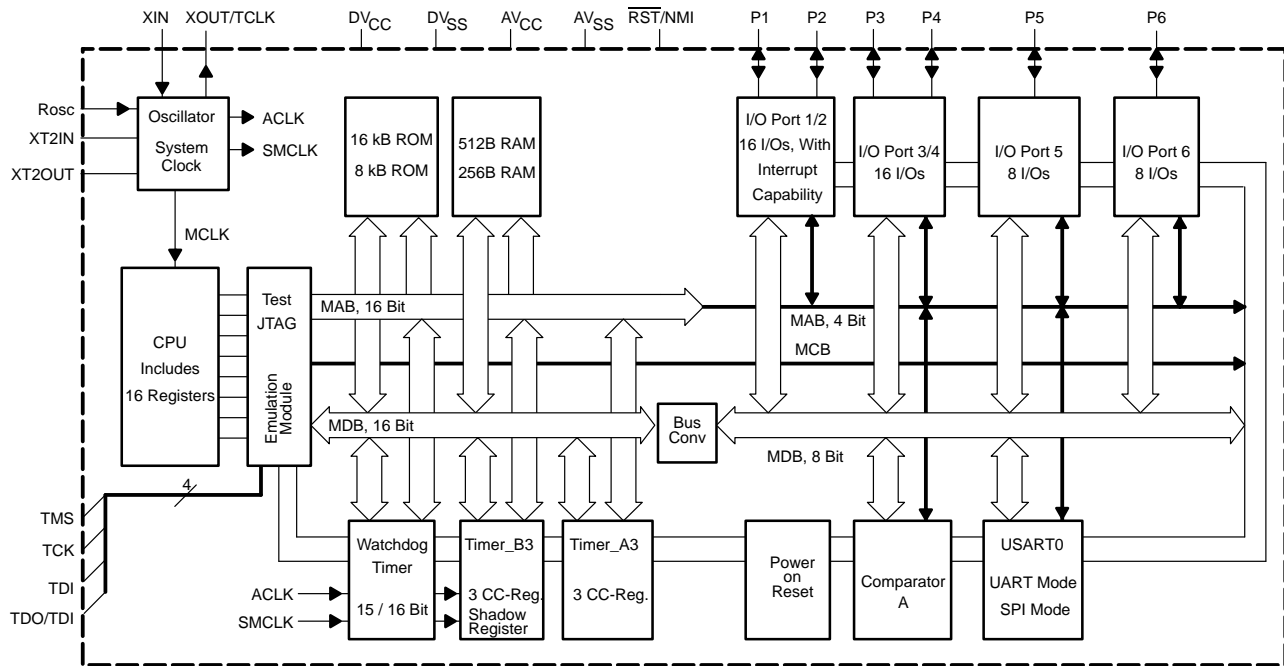 XIN
XOUT/TCLK
DVCC
DVSS
AVCC
AVSS
RST/NMI
P1
P2
P3
P4
P5
P6
Rosc
XT2IN
XT2OUT
Oscillator
System
Clock
ACLK
SMCLK
MCLK
16 kB ROM
8 kB ROM
512B RAM
256B RAM
I/O Port 1/2
16 I/Os, With
Interrupt
Capability
I/O Port 3/4
16 I/Os
I/O Port 5
8 I/Os
I/O Port 6
8 I/Os
CPU
Includes
16 Registers
Test
JTAG
Emulation
Module
MAB, 16 Bit
MAB, 4 Bit
MCB
MDB, 16 Bit
Bus
Conv
MDB, 8 Bit
4
TMS
TCK
TDI
TDO/TDI
ACLK
SMCLK
Watchdog
Timer
15 / 16 Bit
Timer_B3
3 CC-Reg.
Shadow
Register
Timer_A3
3 CC-Reg.
Power
on
Reset
Comparator
A
USART0
UART Mode
SPI Mode